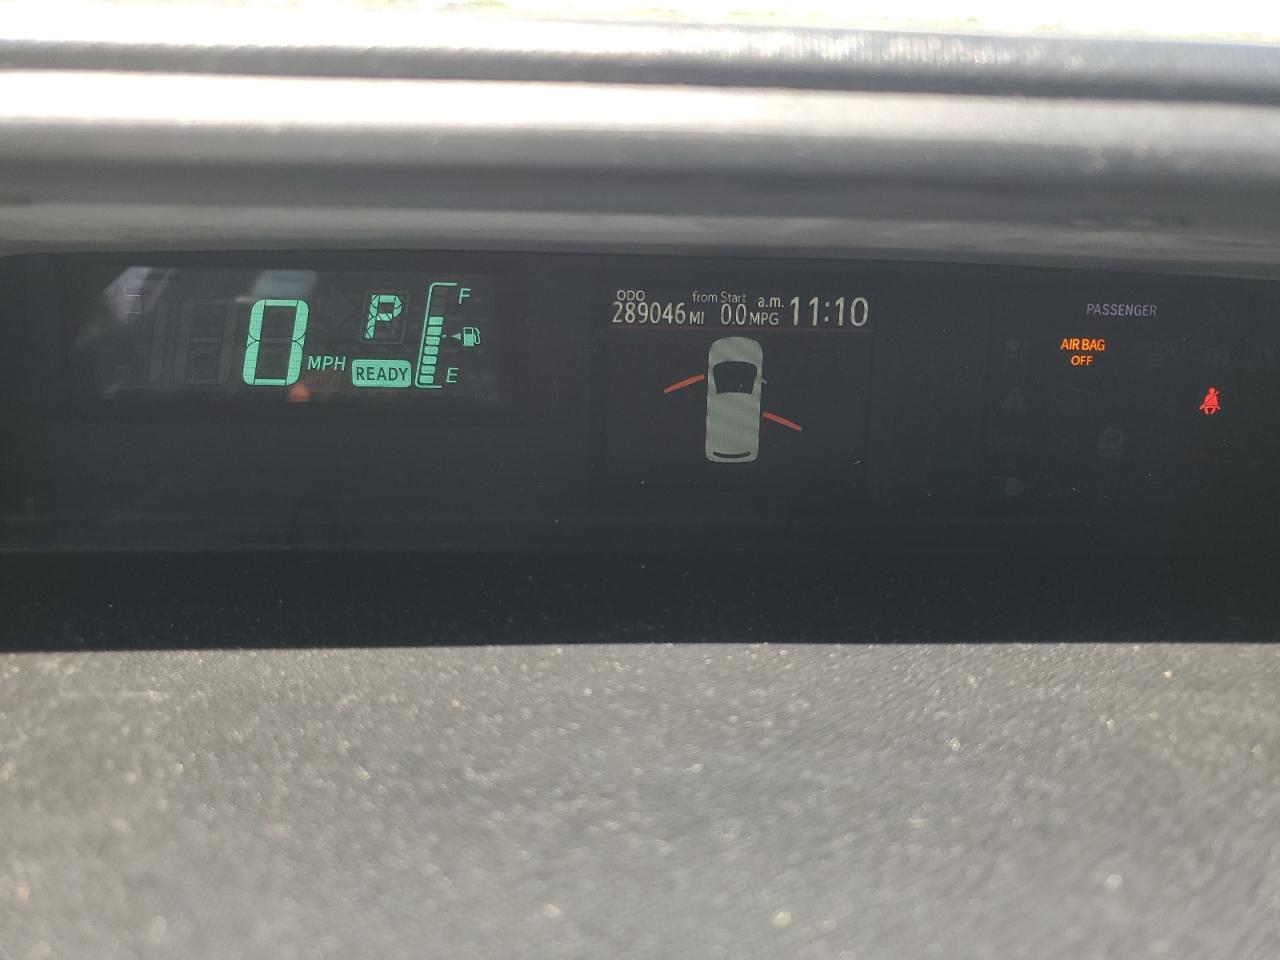 0 MPH
P
READY
F
E
ODO
289046 MI
from Start
0.0 MPG
a.m. 11:10
PASSENGER
AIR BAG
OFF